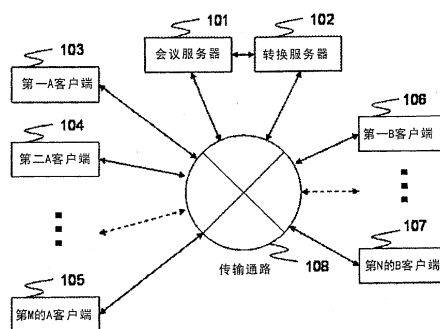 101
102
会议服务器
转换服务器
103
第一A客户端
104
第二A客户端
105
第M的A客户端
106
第一B客户端
107
第N的B客户端
传输通路
108